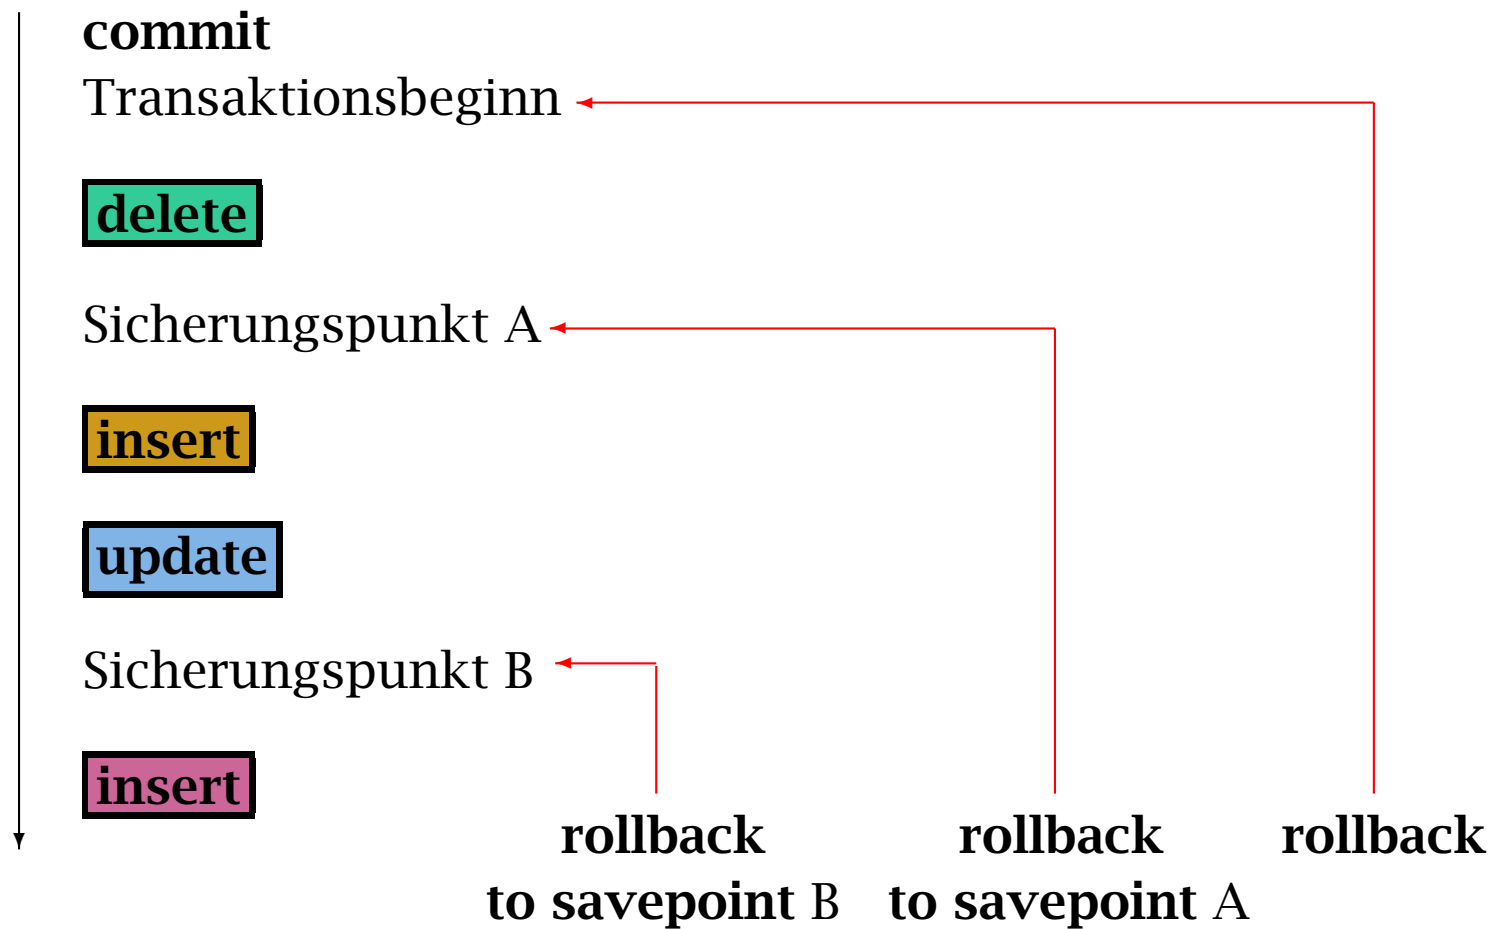 commit
Transaktionsbeginn
delete
Sicherungspunkt A
insert
update
Sicherungspunkt B
insert
rollback
to savepoint B
rollback
to savepoint A
rollback